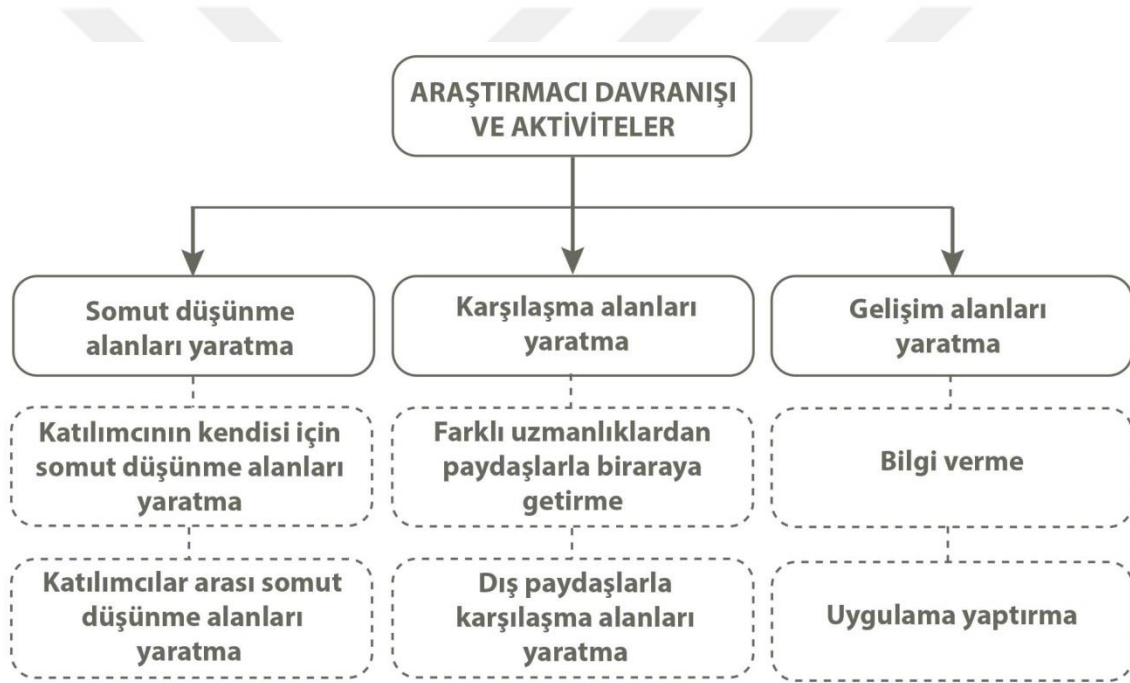 ARAŞTIRMACI DAVRANIŞI
VE AKTİVİTELER
Somut düşünme
alanları yaratma
Karşılaşma alanları
yaratma
Gelişim alanları
yaratma
Katılımcının kendisi için
somut düşünme alanları
yaratma
Farklı uzmanlıklardan
paydaşlarla biraraya
getirme
Bilgi verme
Katılımcılar arası somut
düşünme alanları
yaratma
Dış paydaşlarla
karşılaşma alanları
yaratma
Uygulama yaptırma